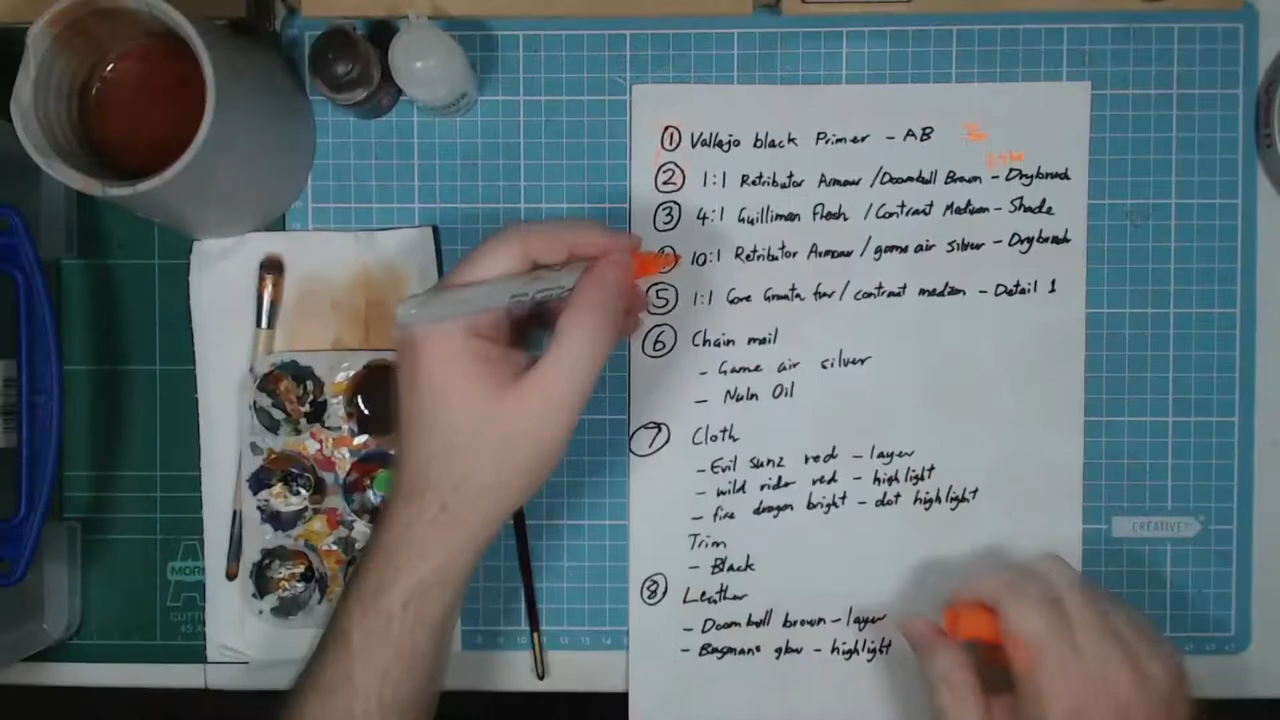 ① Vallejo black Primer - AB
② 1:1 Retributor Armour / Doombull Brown - Drybrush
③ 4:1 Guilliman Flesh / Contrast Medium - Shade
10:1 Retributor Armour / game air silver - Drybrush
⑤ 1:1 Gore Grunta fur / contrast medium - Detail 1
⑥ Chain mail
- Game air silver
- Nuln Oil
⑦ Cloth
- Evil sunz red - layer
- wild rider red - highlight
- fire dragon bright - dot highlight
Trim
- Black
⑧ Leather
- Doombull brown - layer
- Bugmans glow - highlight
CREATIVE